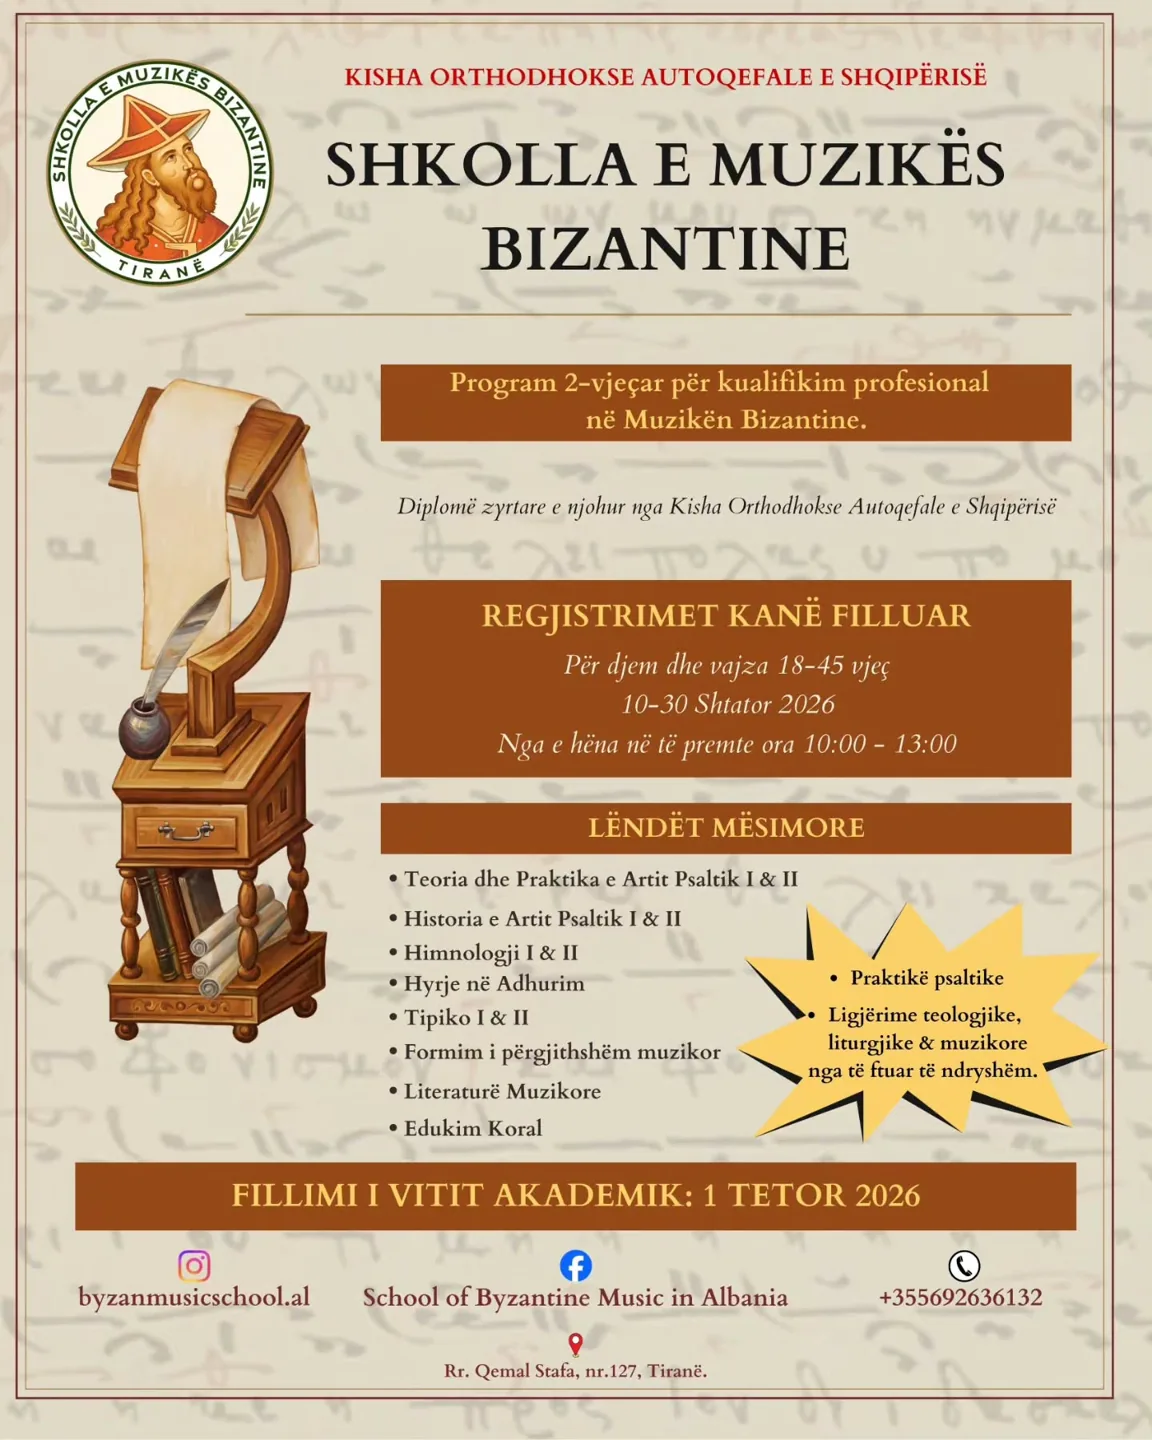 SHKOLLA E MUZIKËS BIZANTINE
TIRANË
KISHA ORTHODHOKSE AUTOQEFALE E SHQIPËRISË
SHKOLLA E MUZIKËS
BIZANTINE
Program 2-vjeçar për kualifikim profesional
në Muzikën Bizantine.
Diplomë zyrtare e njohur nga Kisha Orthodhokse Autoqefale e Shqipërisë
REGJISTRIMET KANË FILLUAR
Për djem dhe vajza 18-45 vjeç
10-30 Shtator 2026
Nga e hëna në të premte ora 10:00 - 13:00
LËNDËT MËSIMORE
• Teoria dhe Praktika e Artit Psaltik I & II
• Historia e Artit Psaltik I & II
• Himnologji I & II
• Hyrje në Adhurim
• Tipiko I & II
• Formim i përgjithshëm muzikor
• Literaturë Muzikore
• Edukim Koral
• Praktikë psaltike
• Ligjërime teologjike,
liturgjike & muzikore
nga të ftuar të ndryshëm.
FILLIMI I VITIT AKADEMIK: 1 TETOR 2026
byzanmusicschool.al
School of Byzantine Music in Albania
+355692636132
Rr. Qemal Stafa, nr.127, Tiranë.